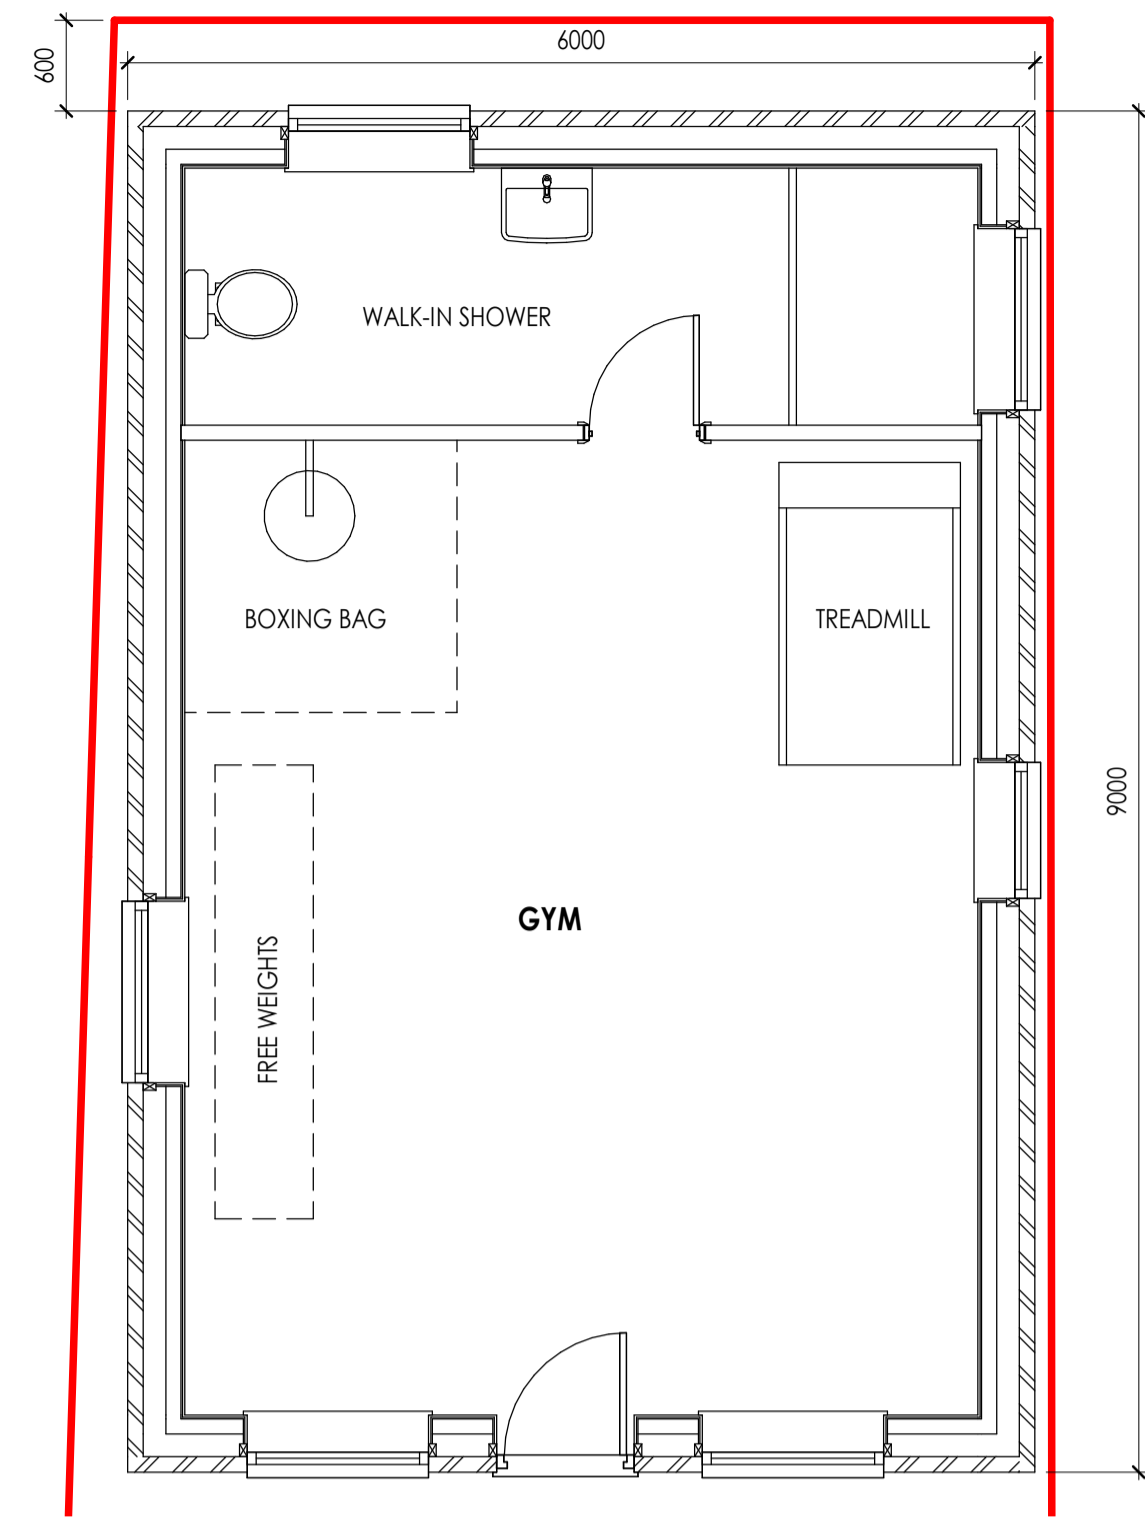 6000
600
WALK-IN SHOWER
BOXING BAG
TREADMILL
9000
GYM
FREE WEIGHTS